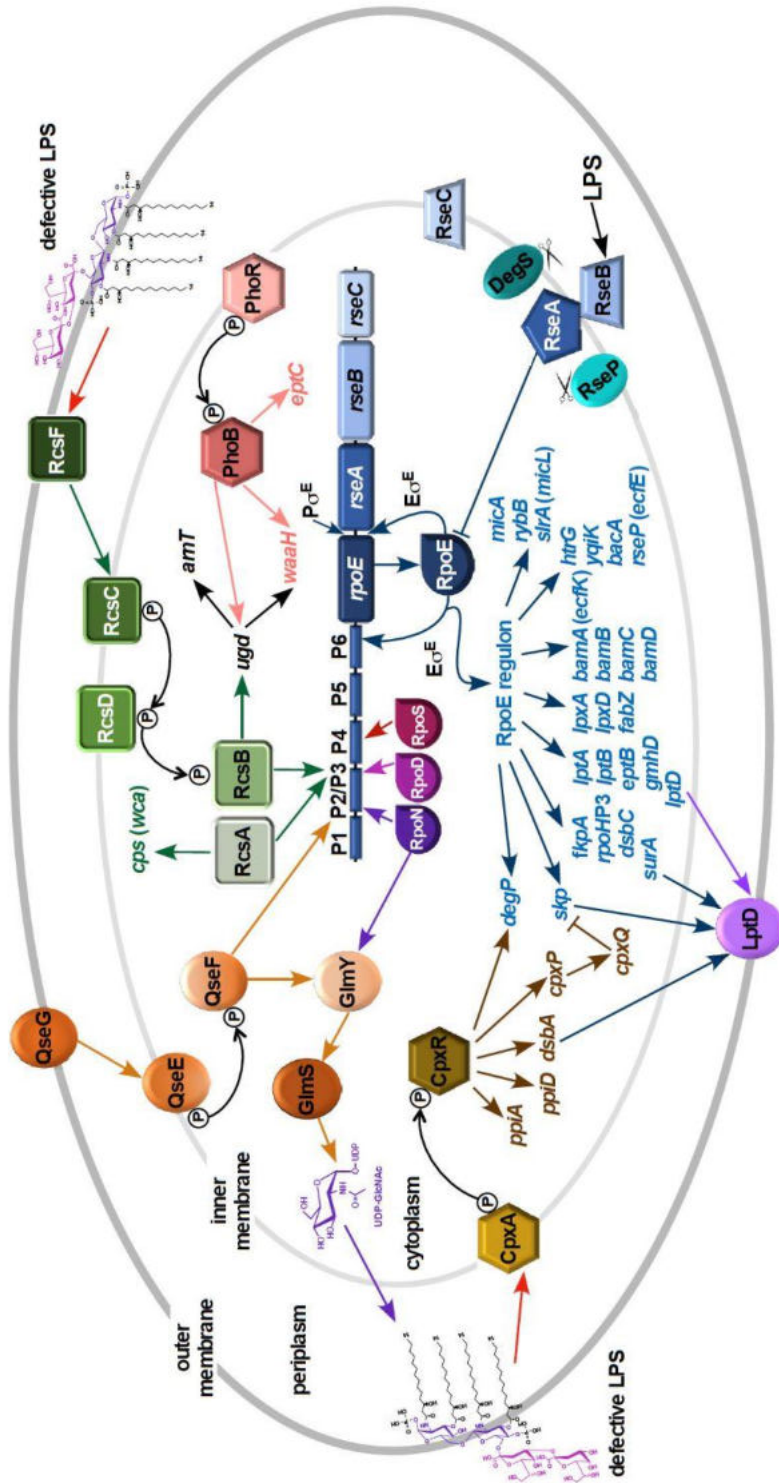 defective LPS
RcsF
RcsC
P
RcsD
P
P
RcsB
RcsA
cps (wca)
ugd
arnT
waaH
eptC
PhoB
P
P
PhoR
QseG
QseE
P
P
QseF
GlmY
GlmS
UDP-GlcNAc
outer
membrane
inner
membrane
periplasm
cytoplasm
P1
P2/P3
P4
P5
P6
rpoE
rseA
rseB
rseC
PσE
EσE
EσE
RpoN
RpoD
RpoS
RpoE
RseC
DegS
RseA
RseB
LPS
RseP
RpoE regulon
degP
skp
fkpA
rpoHP3
dsbC
surA
lptA
lptB
eptB
gmhD
lptD
lpxA
lpxD
fabZ
bamA (ecfK)
bamB
bamC
bamD
htrG
yqiK
bacA
rseP (ecfE)
micA
rybB
slrA (micL)
CpxA
P
P
CpxR
ppiA
ppiD
dsbA
cpxP
cpxQ
LptD
defective LPS